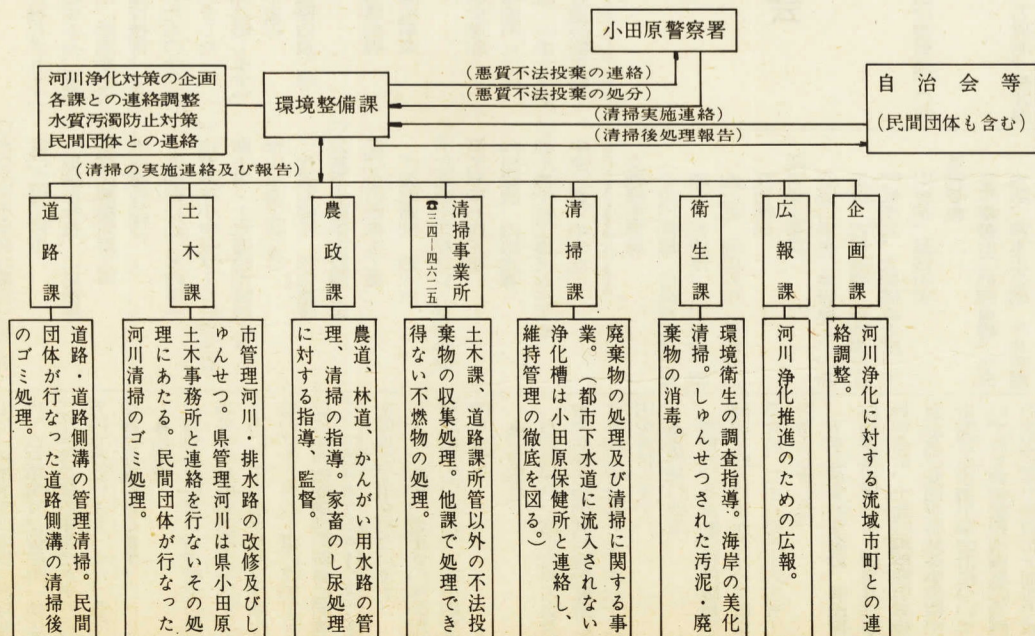 小田原警察署
河川浄化対策の企画
各課との連絡調整
水質汚濁防止対策
民間団体との連絡
環境整備課
(悪質不法投棄の連絡)
(悪質不法投棄の処分)
(清掃実施連絡)
(清掃後処理報告)
自治会等
(民間団体も含む)
(清掃の実施連絡及び報告)
企画課
河川浄化に対する流域市町との連
絡調整。
広報課
河川浄化推進のための広報。
衛生課
環境衛生の調査指導。海岸の美化
清掃。しゅんせつされた汚泥・廃
棄物の消毒。
清掃課
廃棄物の処理及び清掃に関する事
業。(都市下水道に流入されない
浄化槽は小田原保健所と連絡し、
維持管理の徹底を図る。)
清掃事業所
☎三四—四六二五
土木課、道路課所管以外の不法投
棄物の収集処理。他課で処理でき
得ない不燃物の処理。
農政課
農道、林道、かんがい用水路の管
理、清掃の指導。家畜のし尿処理
に対する指導、監督。
土木課
市管理河川・排水路の改修及びし
ゅんせつ。県管理河川は県小田原
土木事務所と連絡を行ないその処
理にあたる。民間団体が行なった
河川清掃のゴミ処理。
道路課
道路・道路側溝の管理清掃。民間
団体が行なった道路側溝の清掃後
のゴミ処理。